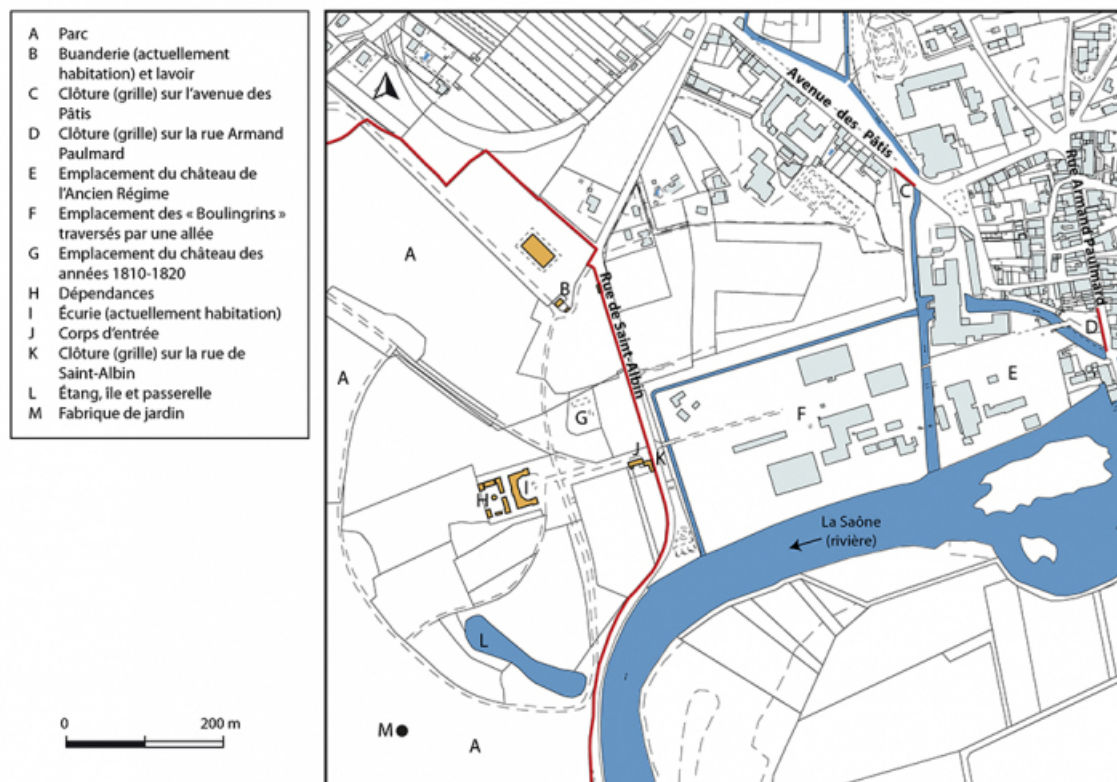 A Parc
B Buanderie (actuellement
habitation) et lavoir
C Clôture (grille) sur l'avenue des
Pâtis
D Clôture (grille) sur la rue Armand
Paulmard
E Emplacement du château de
l'Ancien Régime
F Emplacement des « Boulingrins »
traversés par une allée
G Emplacement du château des
années 1810-1820
H Dépendances
I Écurie (actuellement habitation)
J Corps d'entrée
K Clôture (grille) sur la rue de
Saint-Albin
L Étang, île et passerelle
M Fabrique de jardin
0 200 m
Avenue des Pâtis
C
Rue Armand Paulmard
D
A
B
Rue de Saint-Albin
A
E
F
G
J
K
H
I
La Saône
(rivière)
L
M
A